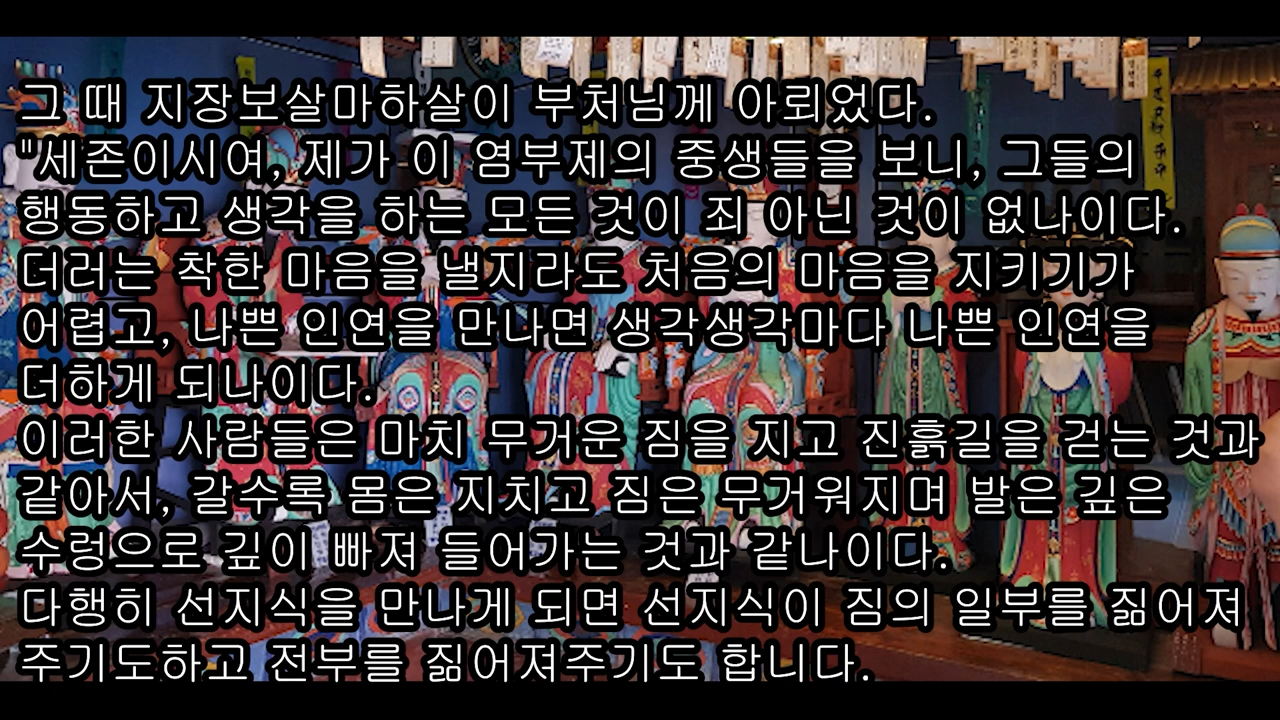 그 때 지장보살마하살이 부처님께 아뢰었다.
"세존이시여, 제가 이 염부제의 중생들을 보니, 그들의
행동하고 생각을 하는 모든 것이 죄 아닌 것이 없나이다.
더러는 착한 마음을 낼지라도 처음의 마음을 지키기가
어렵고, 나쁜 인연을 만나면 생각생각마다 나쁜 인연을
더하게 되나이다.
이러한 사람들은 마치 무거운 짐을 지고 진흙길을 걷는 것과
같아서, 갈수록 몸은 지치고 짐은 무거워지며 발은 깊은
수렁으로 깊이 빠져 들어가는 것과 같나이다.
다행히 선지식을 만나게 되면 선지식이 짐의 일부를 짊어져
주기도하고 전부를 짊어져주기도 합니다.